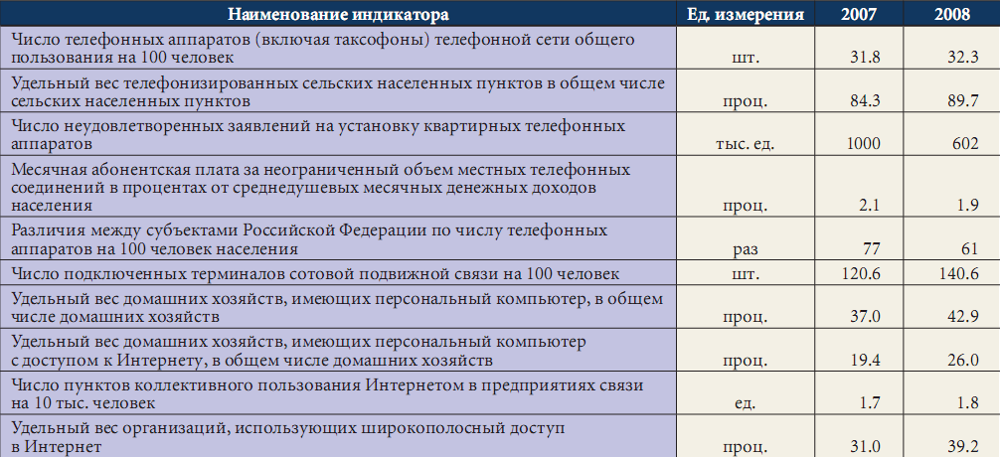 Наименование индикатора Ед. измерения 2007 2008
Число телефонных аппаратов (включая таксофоны) телефонной сети общего
пользования на 100 человек шт. 31.8 32.3
Удельный вес телефонизированных сельских населенных пунктов в общем числе
сельских населенных пунктов проц. 84.3 89.7
Число неудовлетворенных заявлений на установку квартирных телефонных
аппаратов тыс. ед. 1000 602
Месячная абонентская плата за неограниченный объем местных телефонных
соединений в процентах от среднедушевых месячных денежных доходов
населения проц. 2.1 1.9
Различия между субъектами Российской Федерации по числу телефонных
аппаратов на 100 человек населения раз 77 61
Число подключенных терминалов сотовой подвижной связи на 100 человек шт. 120.6 140.6
Удельный вес домашних хозяйств, имеющих персональный компьютер, в общем
числе домашних хозяйств проц. 37.0 42.9
Удельный вес домашних хозяйств, имеющих персональный компьютер
с доступом к Интернету, в общем числе домашних хозяйств проц. 19.4 26.0
Число пунктов коллективного пользования Интернетом в предприятиях связи
на 10 тыс. человек ед. 1.7 1.8
Удельный вес организаций, использующих широкополосный доступ
в Интернет проц. 31.0 39.2